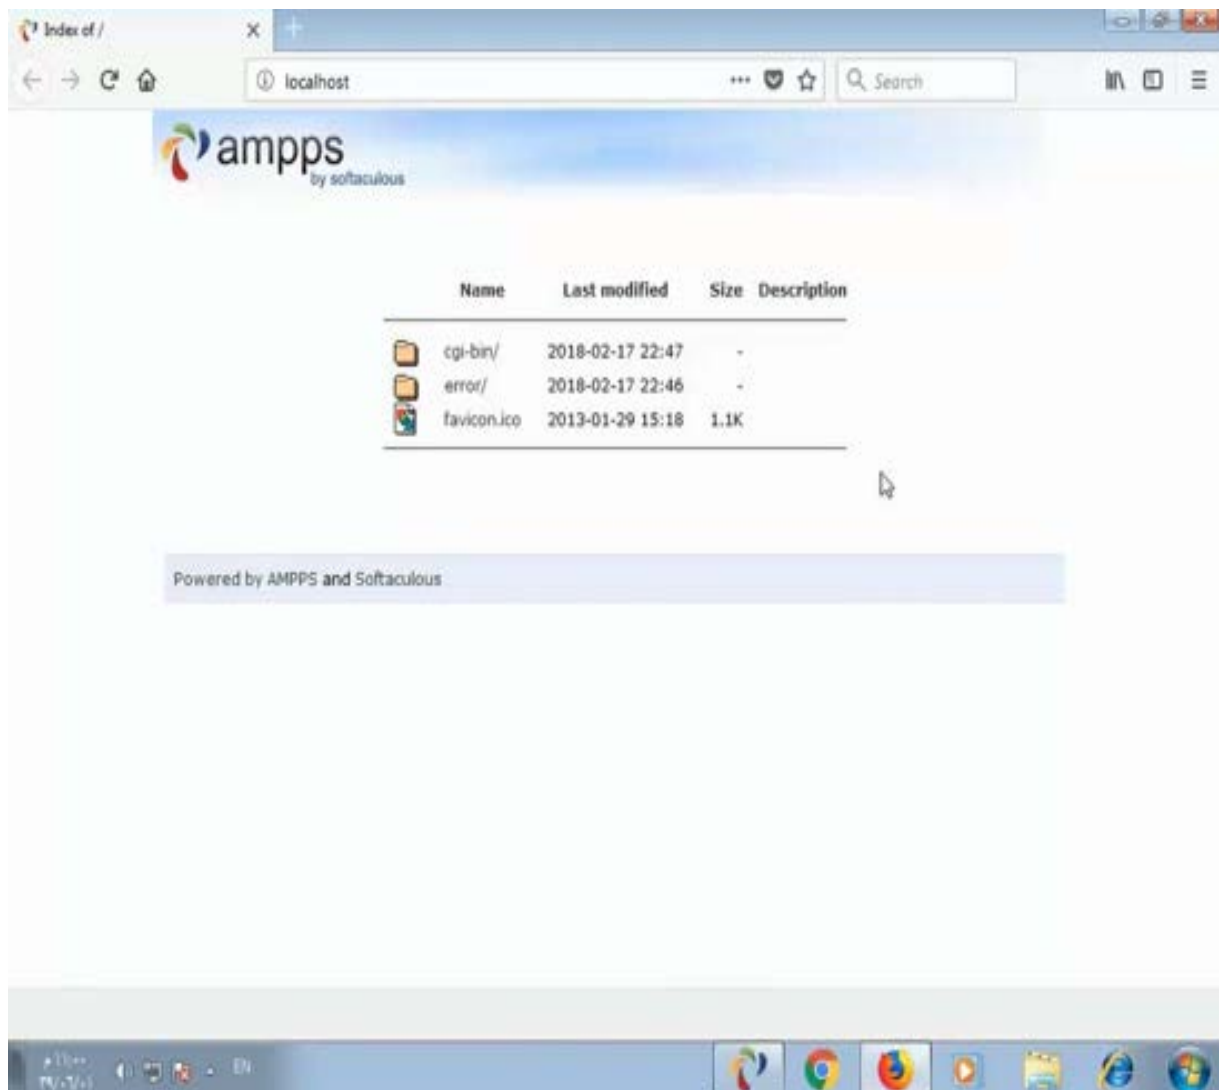 Index of /
localhost
Search
ampps
by softaculous
Name Last modified Size Description
cgi-bin/ 2018-02-17 22:47 -
error/ 2018-02-17 22:46 -
favicon.ico 2013-01-29 15:18 1.1K
Powered by AMPPS and Softaculous
EN